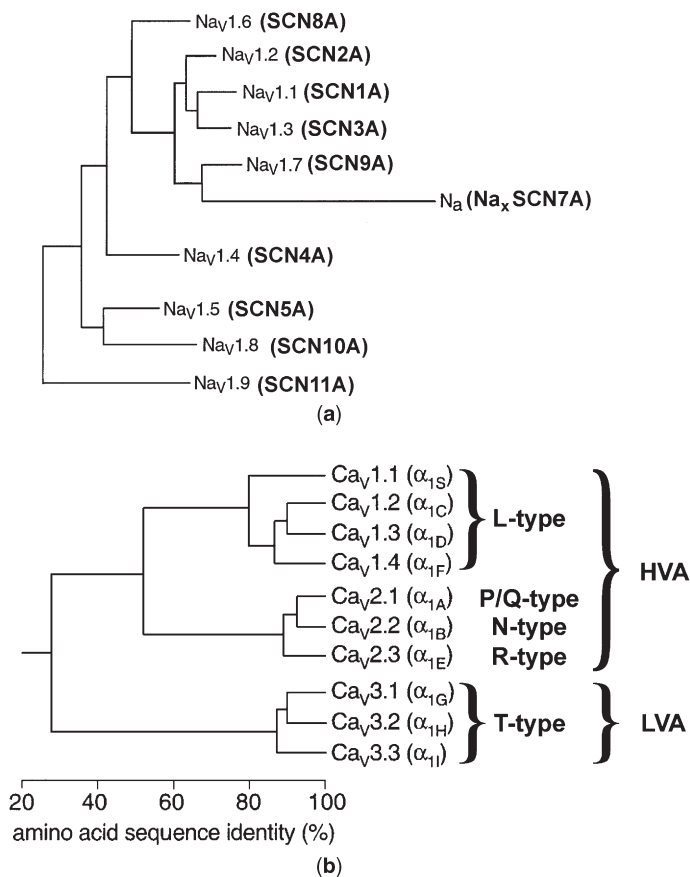 NaV1.6 (SCN8A)
NaV1.2 (SCN2A)
NaV1.1 (SCN1A)
NaV1.3 (SCN3A)
NaV1.7 (SCN9A)
Na (Nax SCN7A)
NaV1.4 (SCN4A)
NaV1.5 (SCN5A)
NaV1.8 (SCN10A)
NaV1.9 (SCN11A)
(a)
CaV1.1 (α1S)
CaV1.2 (α1C)
CaV1.3 (α1D)
CaV1.4 (α1F)
L-type
CaV2.1 (α1A) P/Q-type
CaV2.2 (α1B) N-type
CaV2.3 (α1E) R-type
HVA
CaV3.1 (α1G)
CaV3.2 (α1H)
CaV3.3 (α1I)
T-type
LVA
20 40 60 80 100
amino acid sequence identity (%)
(b)